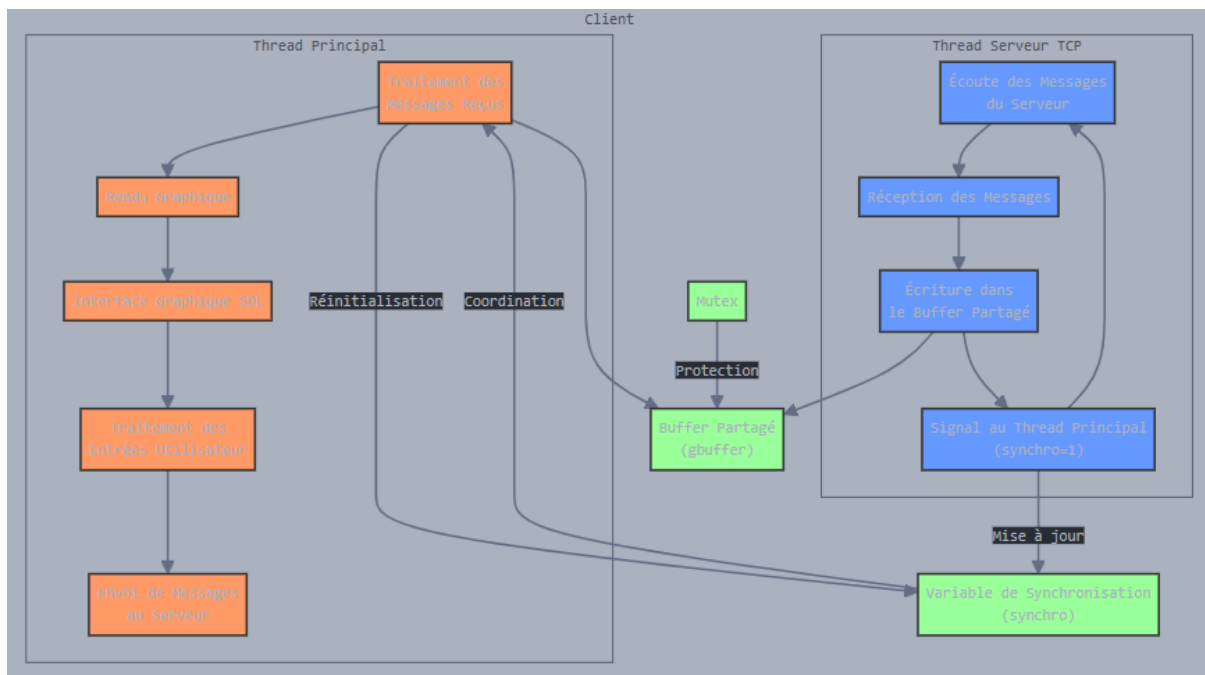 Client
Thread Principal
Thread Serveur TCP
Traitement des
Messages Reçus
Écoute des Messages
du Serveur
Rendu Graphique
Réception des Messages
Interface Graphique SDL
Réinitialisation
Coordination
Mutex
Écriture dans
le Buffer Partagé
Protection
Traitement des
Entrées Utilisateur
Buffer Partagé
(gbuffer)
Signal au Thread Principal
(synchro=1)
Mise à jour
Envoi de Messages
au Serveur
Variable de Synchronisation
(synchro)